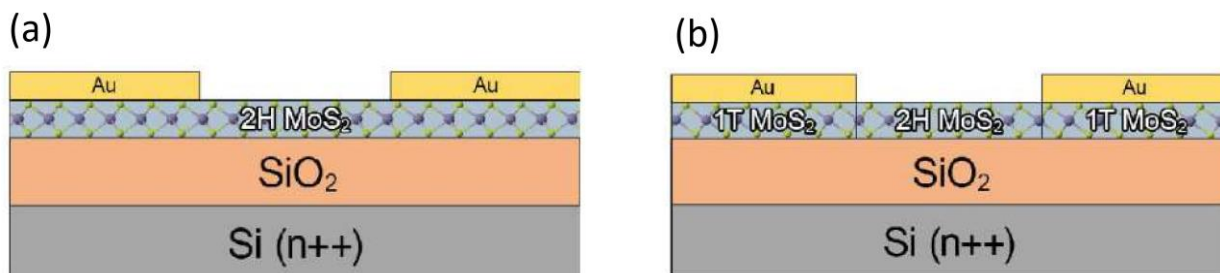 (a)
Au Au
2H MoS₂
SiO₂
Si (n++)
(b)
Au Au
1T MoS₂ 2H MoS₂ 1T MoS₂
SiO₂
Si (n++)